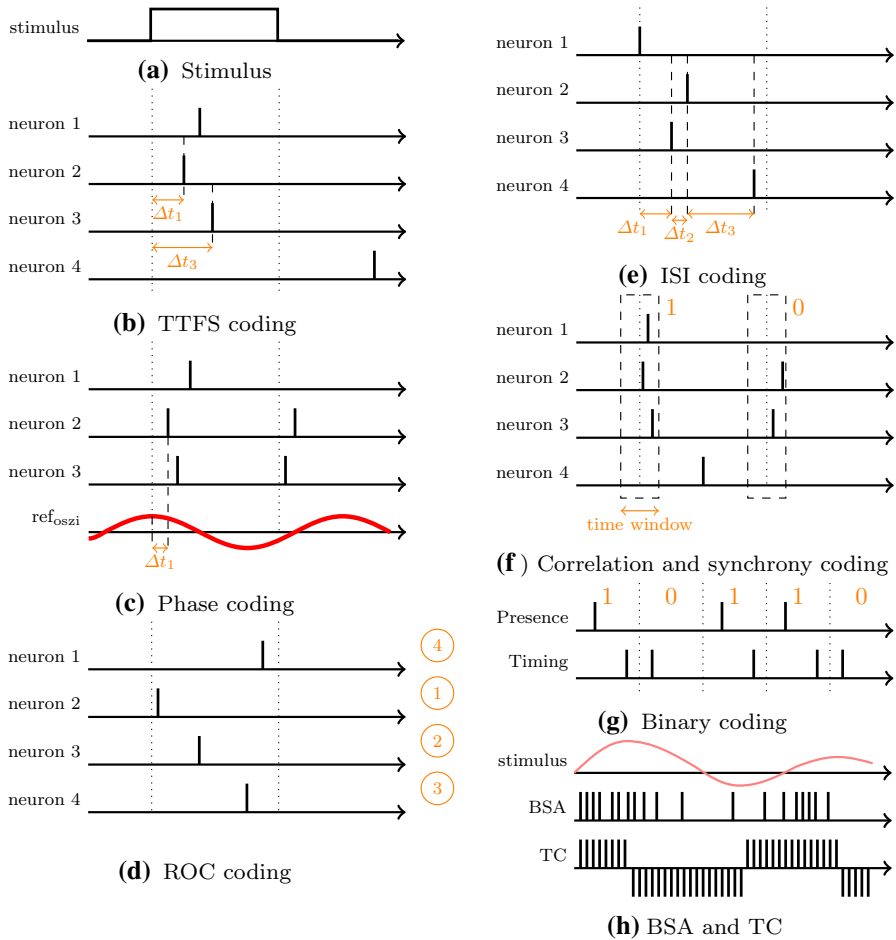 stimulus
(a) Stimulus
neuron 1
neuron 2
Δt₁
neuron 3
Δt₃
neuron 4
(b) TTFS coding
neuron 1
neuron 2
neuron 3
ref_oszi
Δt₁
(c) Phase coding
neuron 1 4
neuron 2 1
neuron 3 2
neuron 4 3
(d) ROC coding
neuron 1
neuron 2
neuron 3
neuron 4
Δt₁ Δt₂ Δt₃
(e) ISI coding
1 0
neuron 1
neuron 2
neuron 3
neuron 4
time window
(f ) Correlation and synchrony coding
1 0 1 1 0
Presence
Timing
(g) Binary coding
stimulus
BSA
TC
(h) BSA and TC